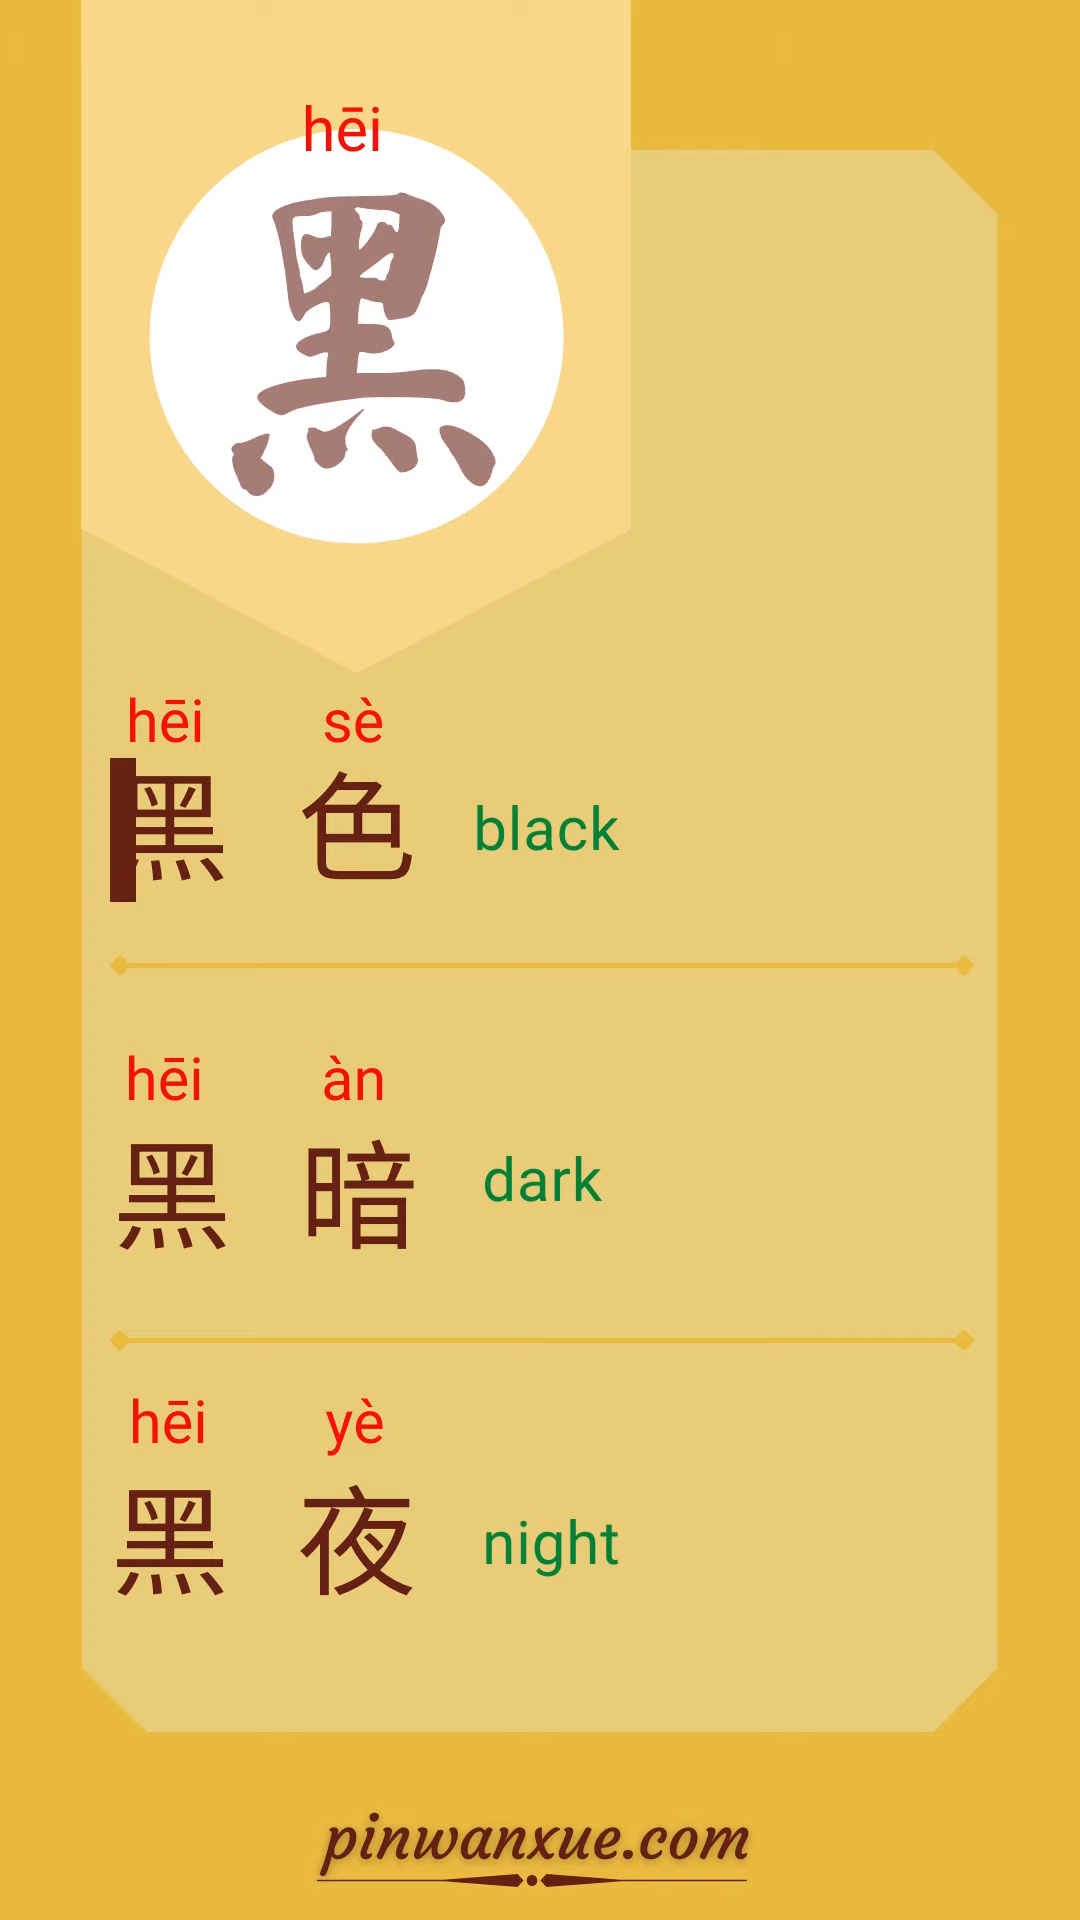 hēi
黑
hēi sè
黑 色 black
hēi àn
黑 暗 dark
hēi yè
黑 夜 night
pinwanxue.com